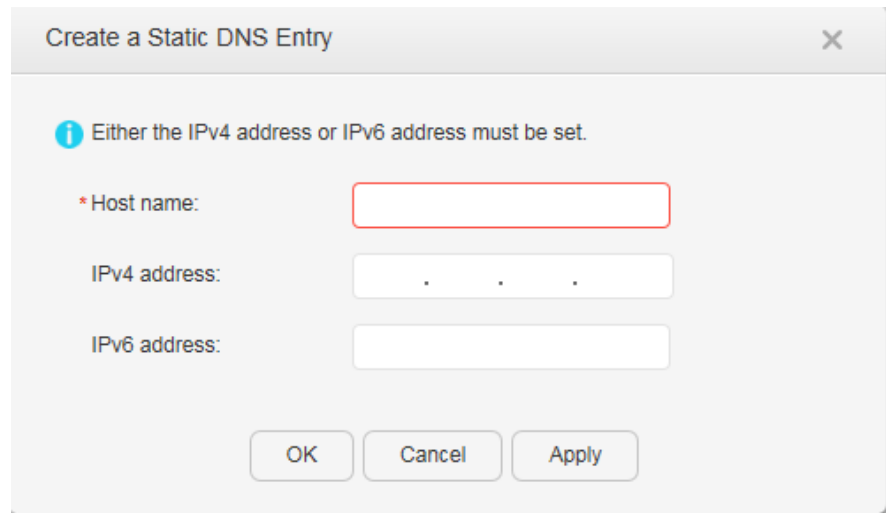 Create a Static DNS Entry
Either the IPv4 address or IPv6 address must be set.
* Host name:
IPv4 address: . . .
IPv6 address:
OK Cancel Apply